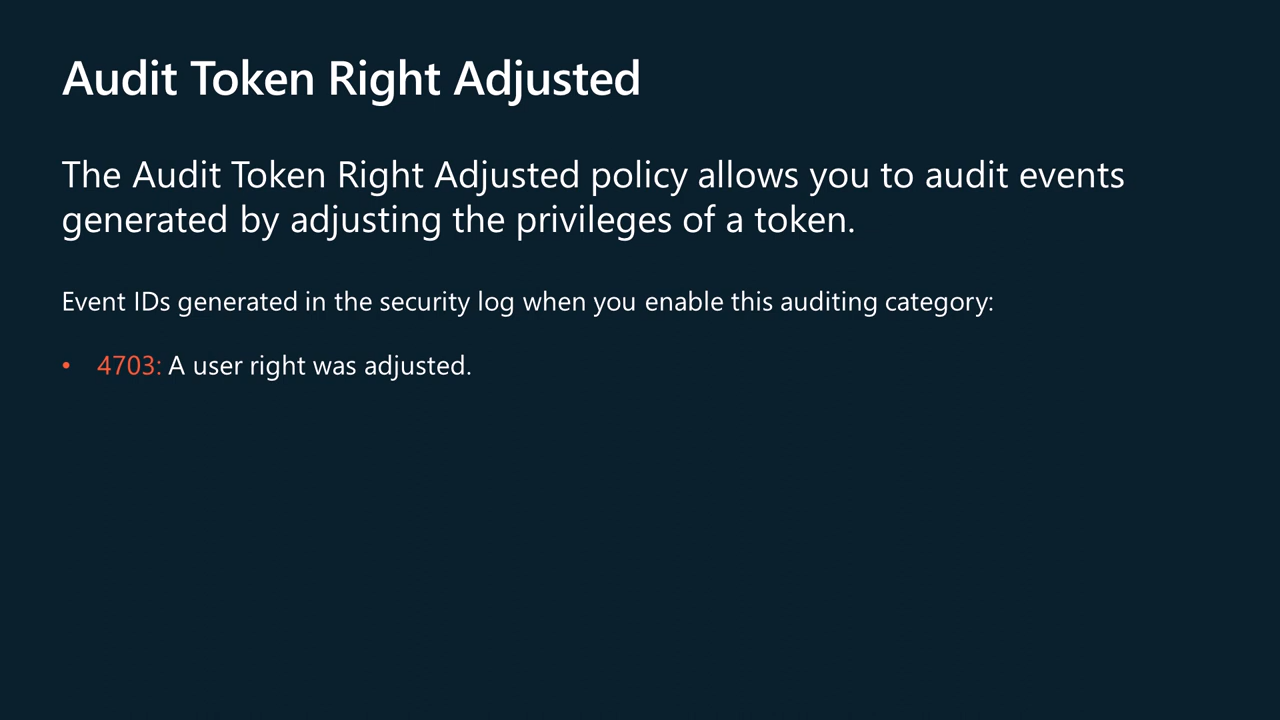 Audit Token Right Adjusted
The Audit Token Right Adjusted policy allows you to audit events
generated by adjusting the privileges of a token.
Event IDs generated in the security log when you enable this auditing category:
• 4703: A user right was adjusted.